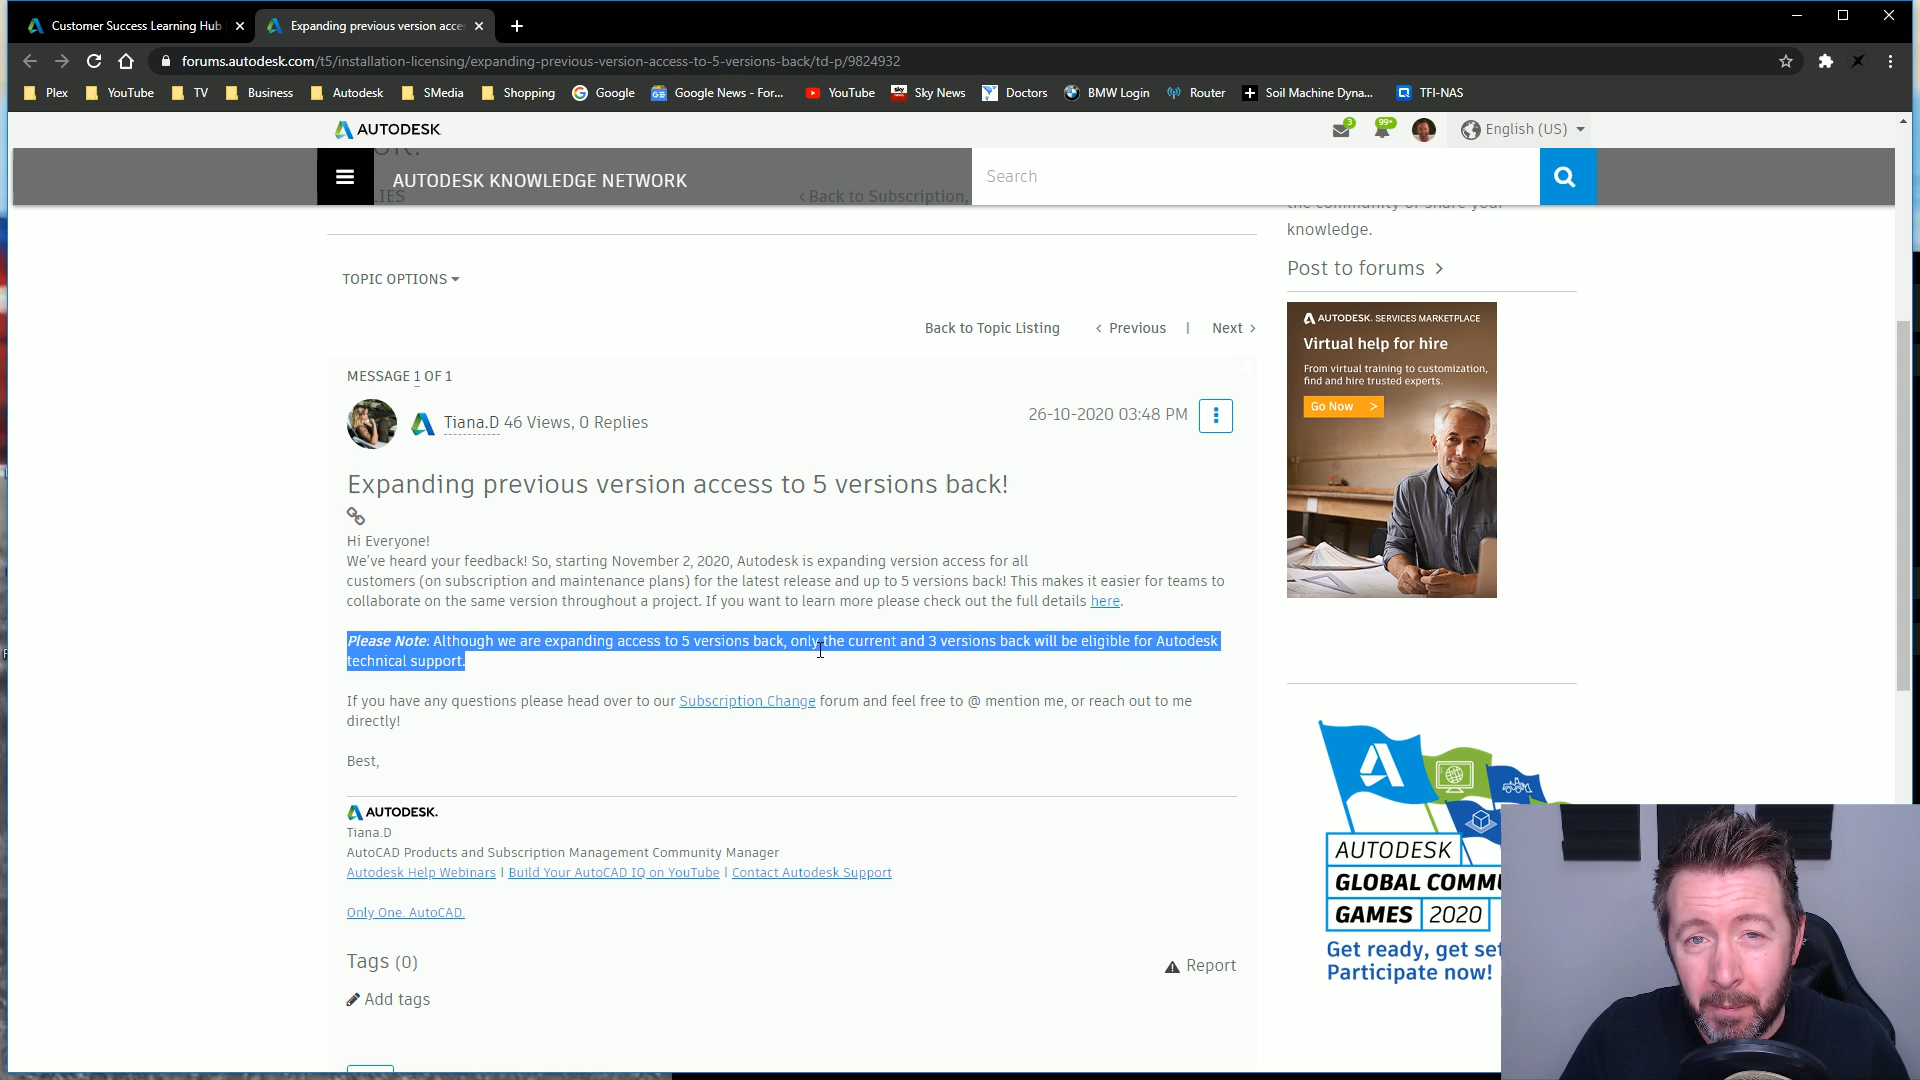 Customer Success Learning Hub
Expanding previous version acce
forums.autodesk.com/t5/installation-licensing/expanding-previous-version-access-to-5-versions-back/td-p/9824932
Plex YouTube TV Business Autodesk SMedia Shopping Google Google News - For... YouTube Sky News Doctors BMW Login Router Soil Machine Dyna... TFI-NAS
AUTODESK
3
99+
English (US)
AUTODESK KNOWLEDGE NETWORK
Search
LIES
< Back to Subscription,
the community or share your
knowledge.
Post to forums >
TOPIC OPTIONS
Back to Topic Listing < Previous | Next >
MESSAGE 1 OF 1
Tiana.D 46 Views, 0 Replies
26-10-2020 03:48 PM
Expanding previous version access to 5 versions back!
Hi Everyone!
We've heard your feedback! So, starting November 2, 2020, Autodesk is expanding version access for all
customers (on subscription and maintenance plans) for the latest release and up to 5 versions back! This makes it easier for teams to
collaborate on the same version throughout a project. If you want to learn more please check out the full details here.
Please Note: Although we are expanding access to 5 versions back, only the current and 3 versions back will be eligible for Autodesk
technical support.
If you have any questions please head over to our Subscription Change forum and feel free to @ mention me, or reach out to me
directly!
Best,
AUTODESK.
Tiana.D
AutoCAD Products and Subscription Management Community Manager
Autodesk Help Webinars | Build Your AutoCAD IQ on YouTube | Contact Autodesk Support
Only One. AutoCAD.
Tags (0)
Report
Add tags
AUTODESK. SERVICES MARKETPLACE
Virtual help for hire
From virtual training to customization,
find and hire trusted experts.
Go Now >
AUTODESK
GLOBAL COMMU
GAMES 2020
Get ready, get set
Participate now!